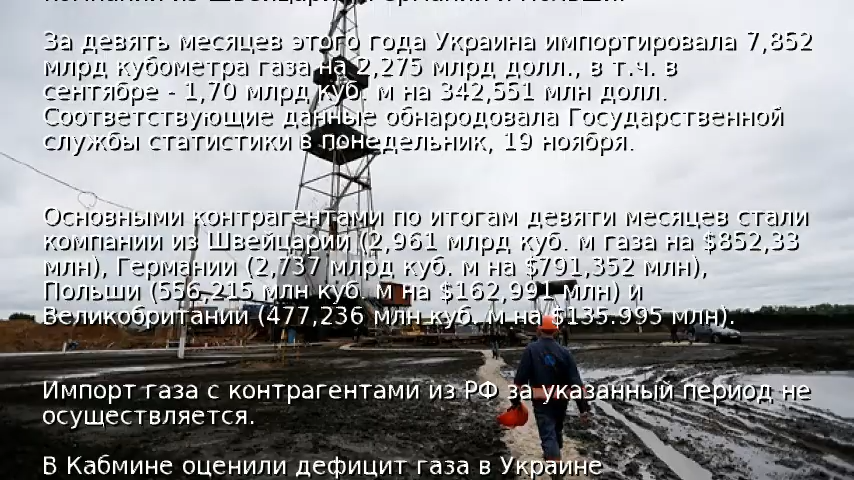 За девять месяцев этого года Украина импортировала 7,852
млрд кубометра газа на 2,275 млрд долл., в т.ч. в
сентябре - 1,70 млрд куб. м на 342,551 млн долл.
Соответствующие данные обнародовала Государственной
службы статистики в понедельник, 19 ноября.
Основными контрагентами по итогам девяти месяцев стали
компании из Швейцарии (2,961 млрд куб. м газа на $852,33
млн), Германии (2,737 млрд куб. м на $791,352 млн),
Польши (556,215 млн куб. м на $162,991 млн) и
Великобритании (477,236 млн куб. м на $135.995 млн).
Импорт газа с контрагентами из РФ за указанный период не
осуществляется.
В Кабмине оценили дефицит газа в Украине